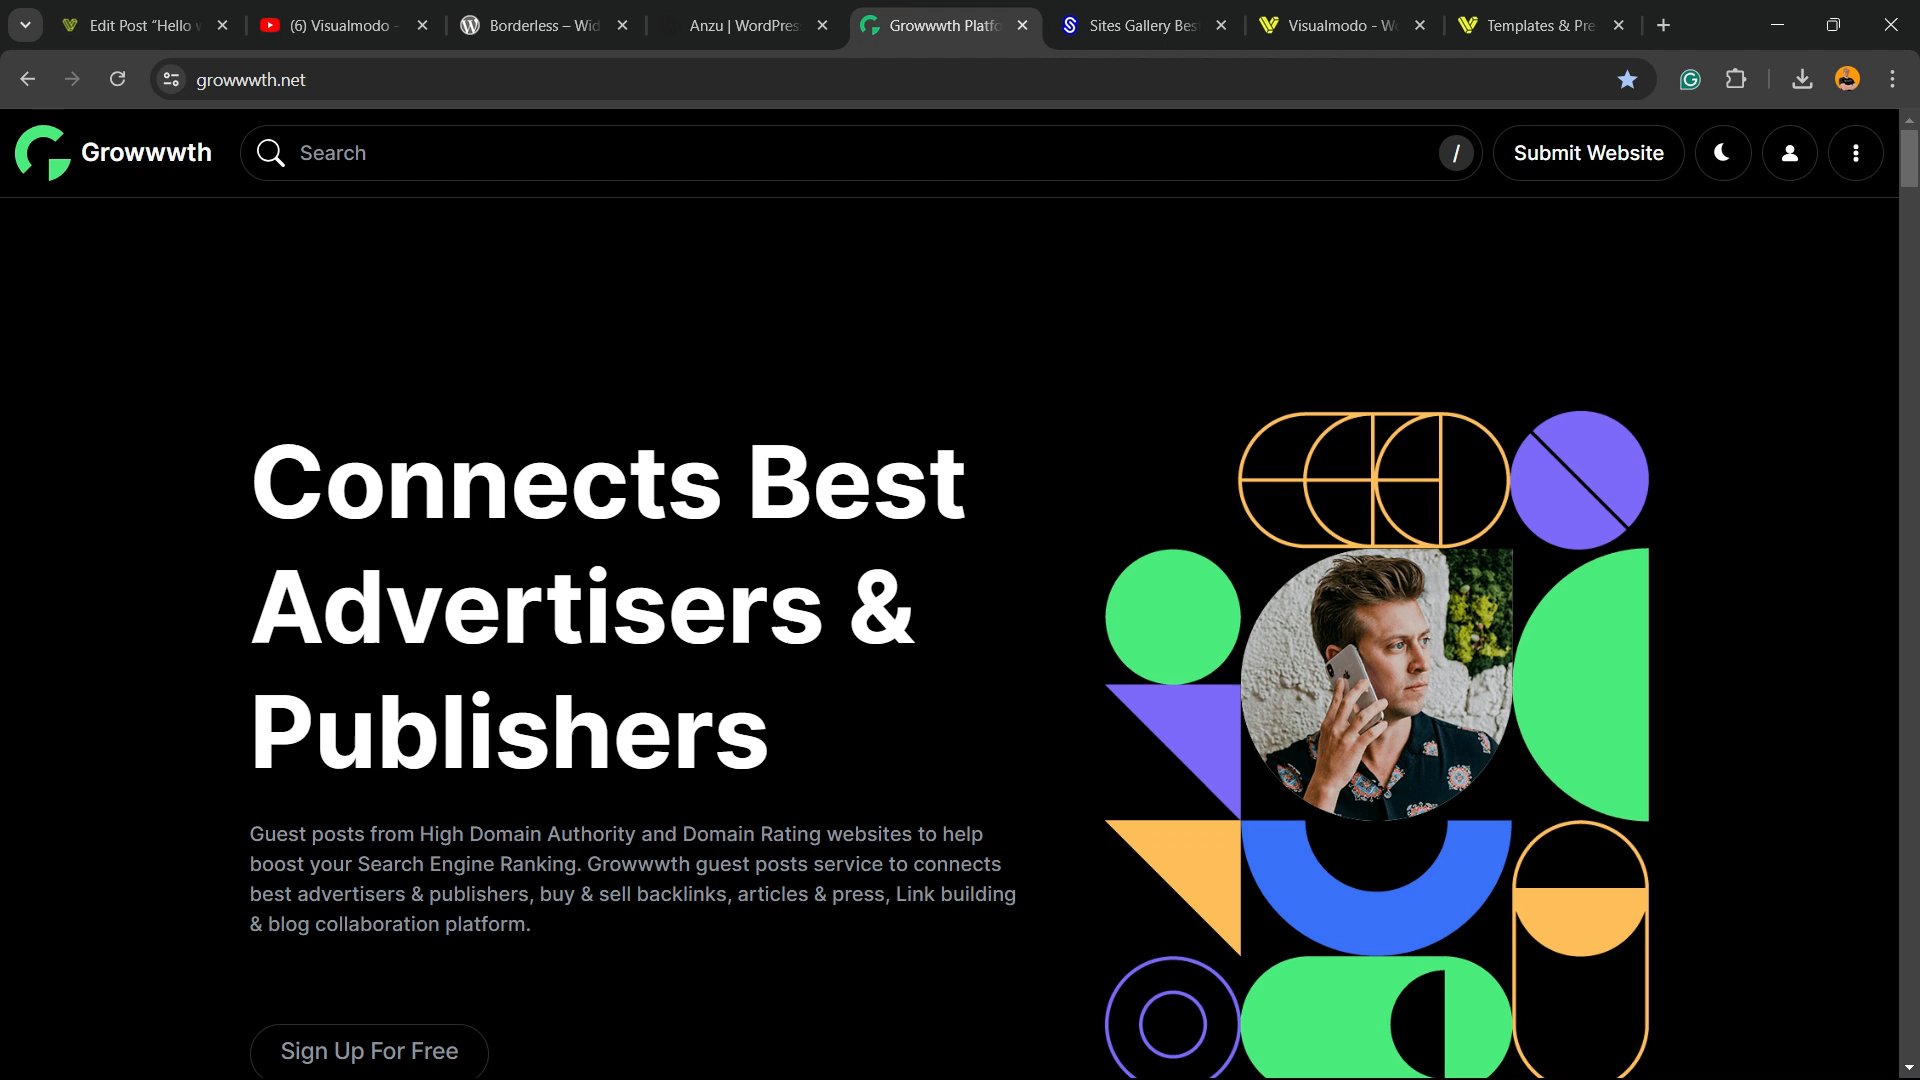 Edit Post “Hello w
(6) Visualmodo -
Borderless – Wid
Anzu | WordPres
Growwwth Platfo
Sites Gallery Bes
Visualmodo - Wo
Templates & Pre-
growwwth.net
Growwwth
Search
/
Submit Website
Connects Best
Advertisers &
Publishers
Guest posts from High Domain Authority and Domain Rating websites to help
boost your Search Engine Ranking. Growwwth guest posts service to connects
best advertisers & publishers, buy & sell backlinks, articles & press, Link building
& blog collaboration platform.
Sign Up For Free